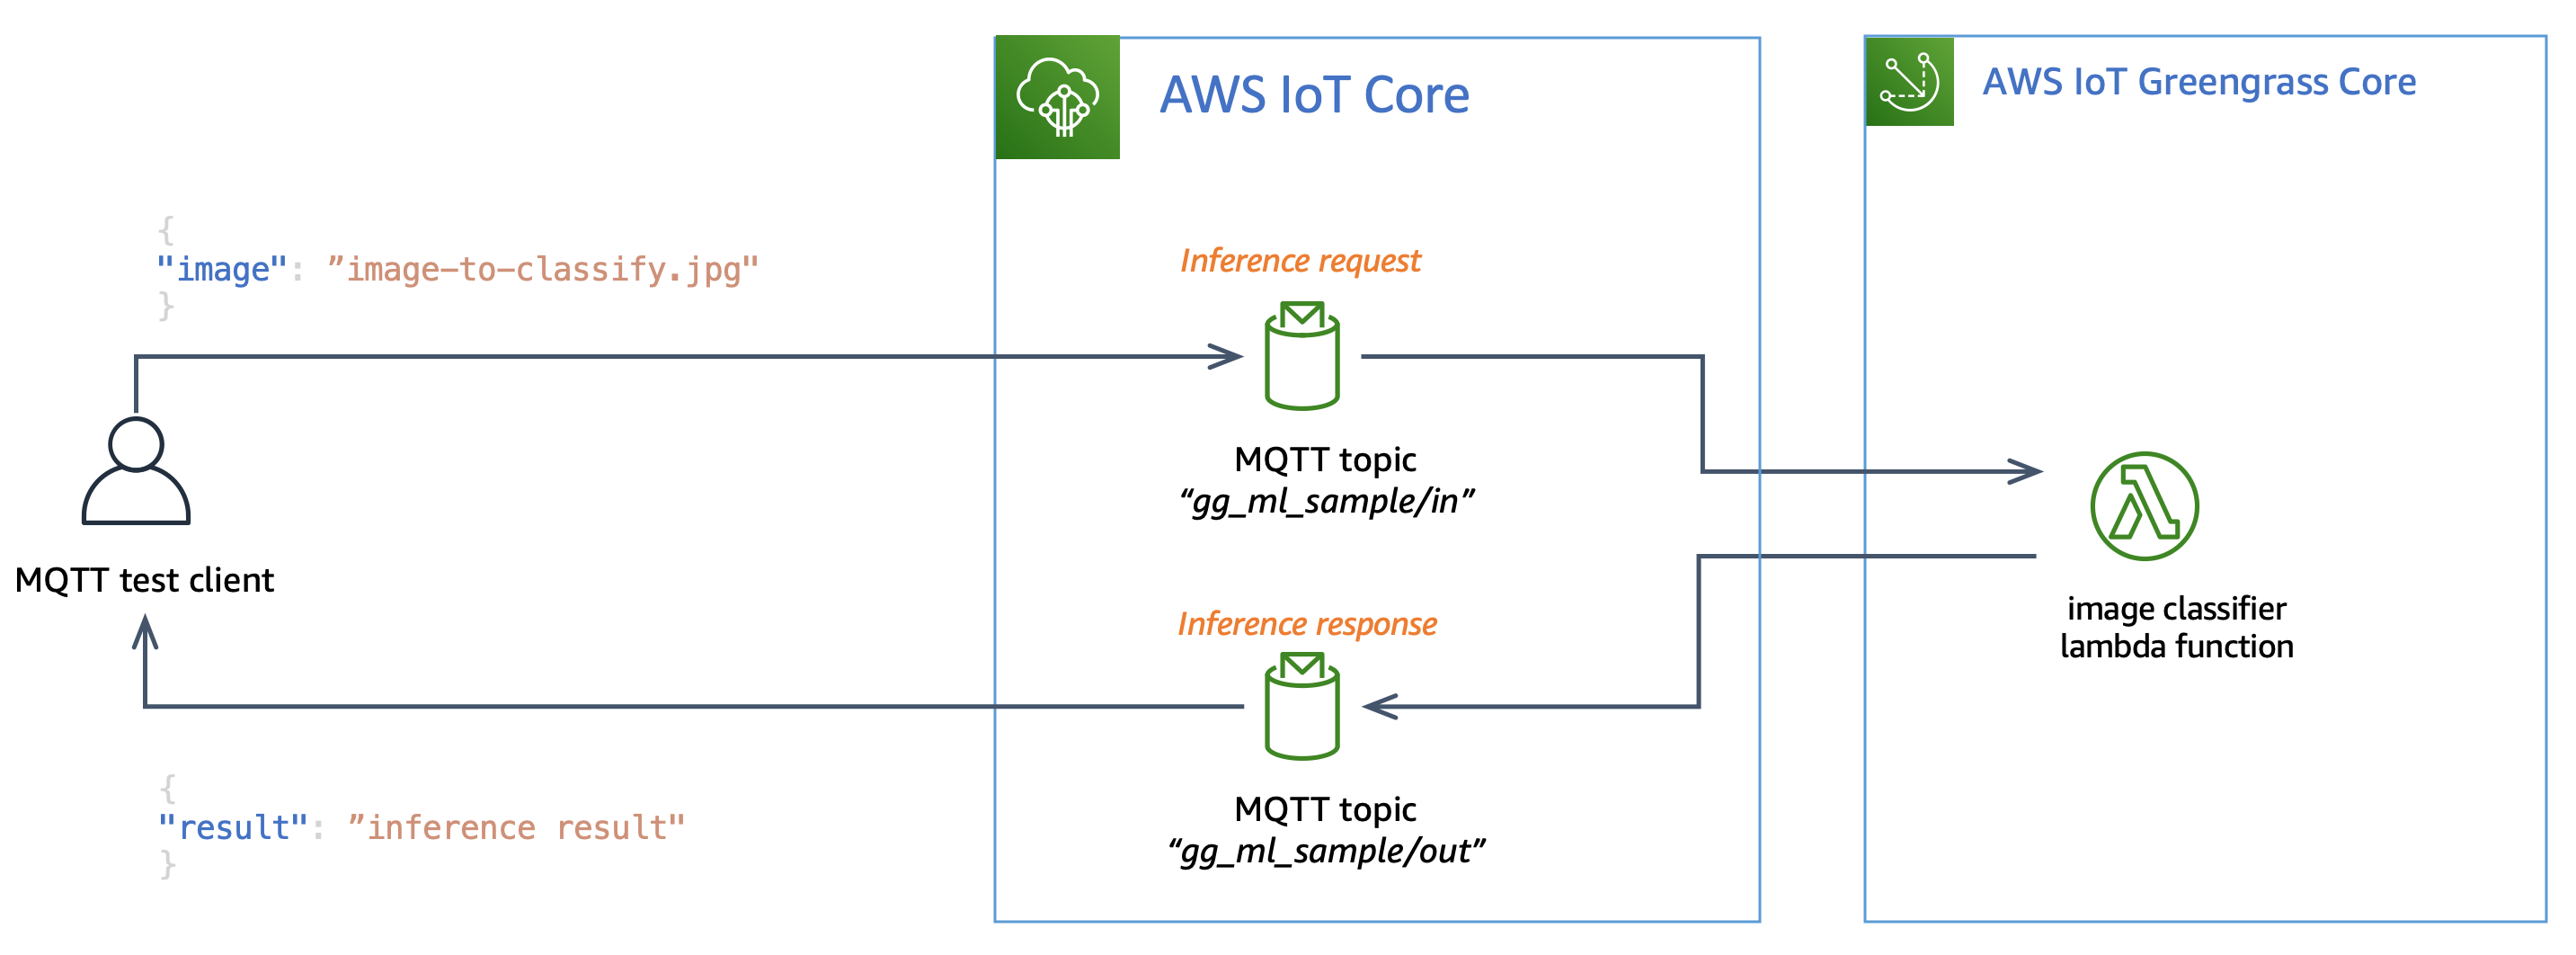 AWS IoT Core
AWS IoT Greengrass Core
{
"image": ”image-to-classify.jpg"
}
Inference request
MQTT topic
“gg_ml_sample/in”
MQTT test client
image classifier
lambda function
Inference response
MQTT topic
“gg_ml_sample/out”
{
"result": ”inference result"
}